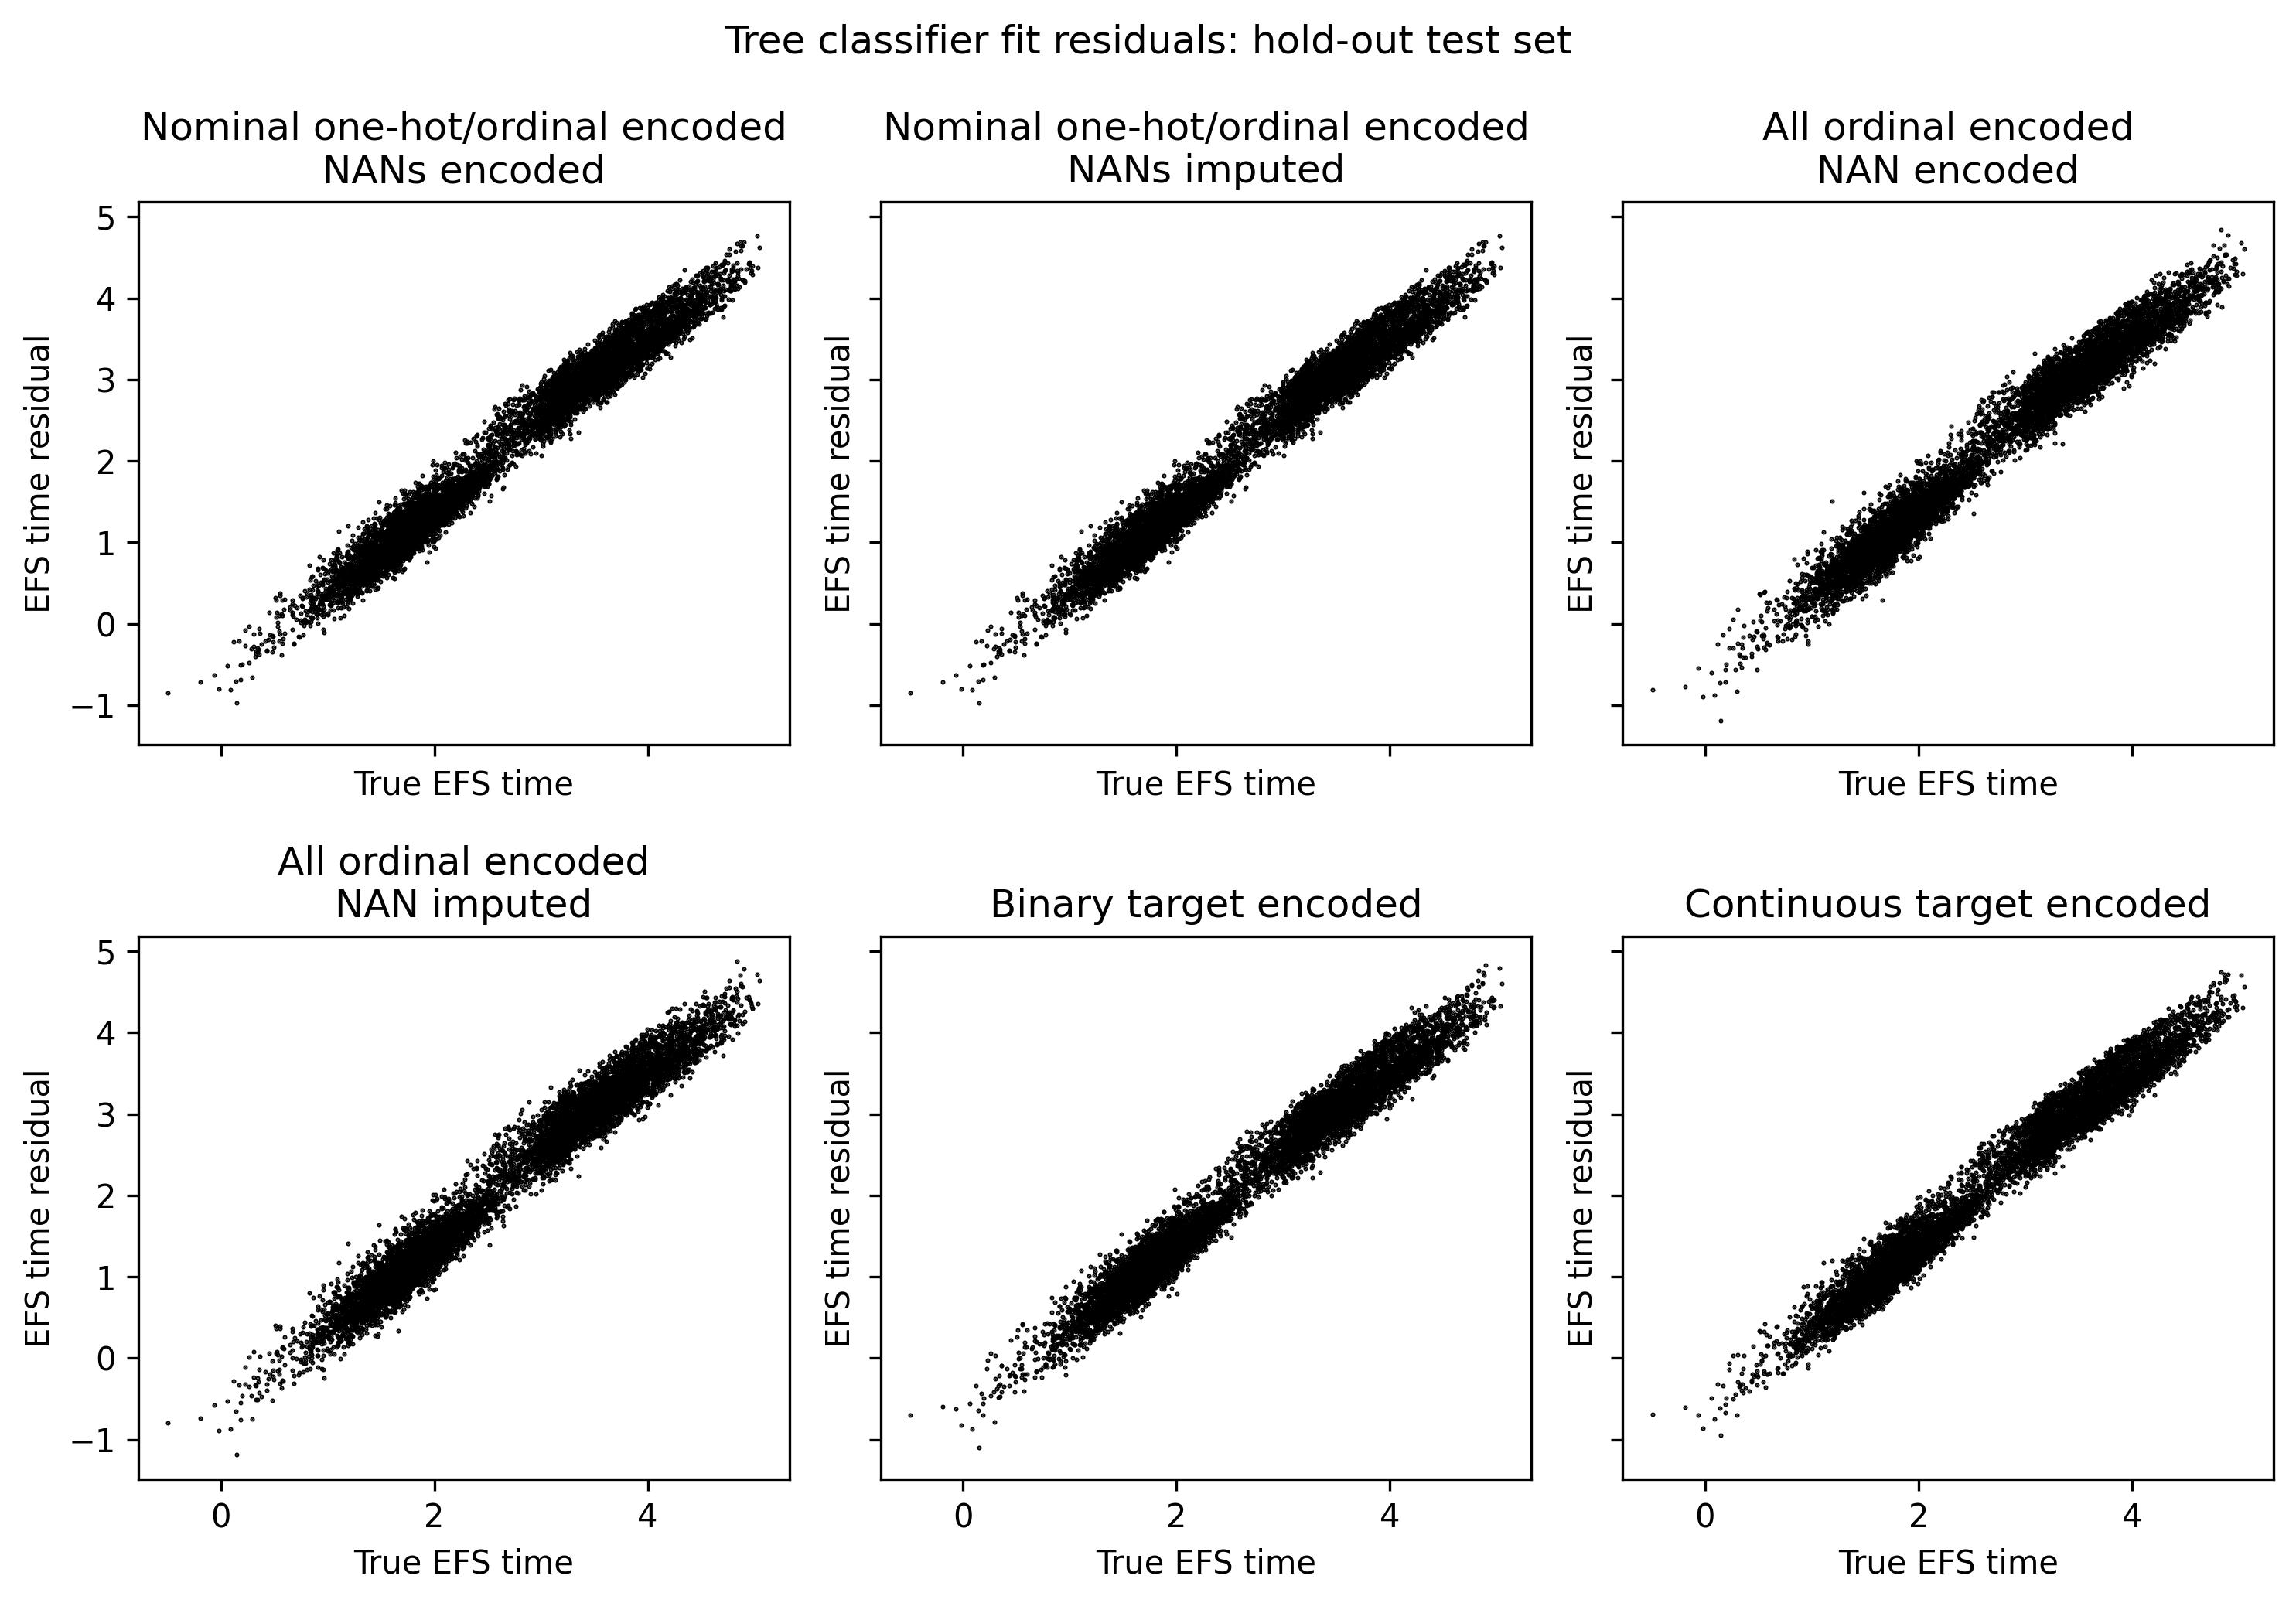 Tree classifier fit residuals: hold-out test set
Nominal one-hot/ordinal encoded
NANs encoded
Nominal one-hot/ordinal encoded
NANs imputed
All ordinal encoded
NAN encoded
5
4
3
2
1
0
−1
EFS time residual
EFS time residual
EFS time residual
True EFS time
True EFS time
True EFS time
All ordinal encoded
NAN imputed
Binary target encoded
Continuous target encoded
5
4
3
2
1
0
−1
EFS time residual
EFS time residual
EFS time residual
0 2 4
0 2 4
0 2 4
True EFS time
True EFS time
True EFS time